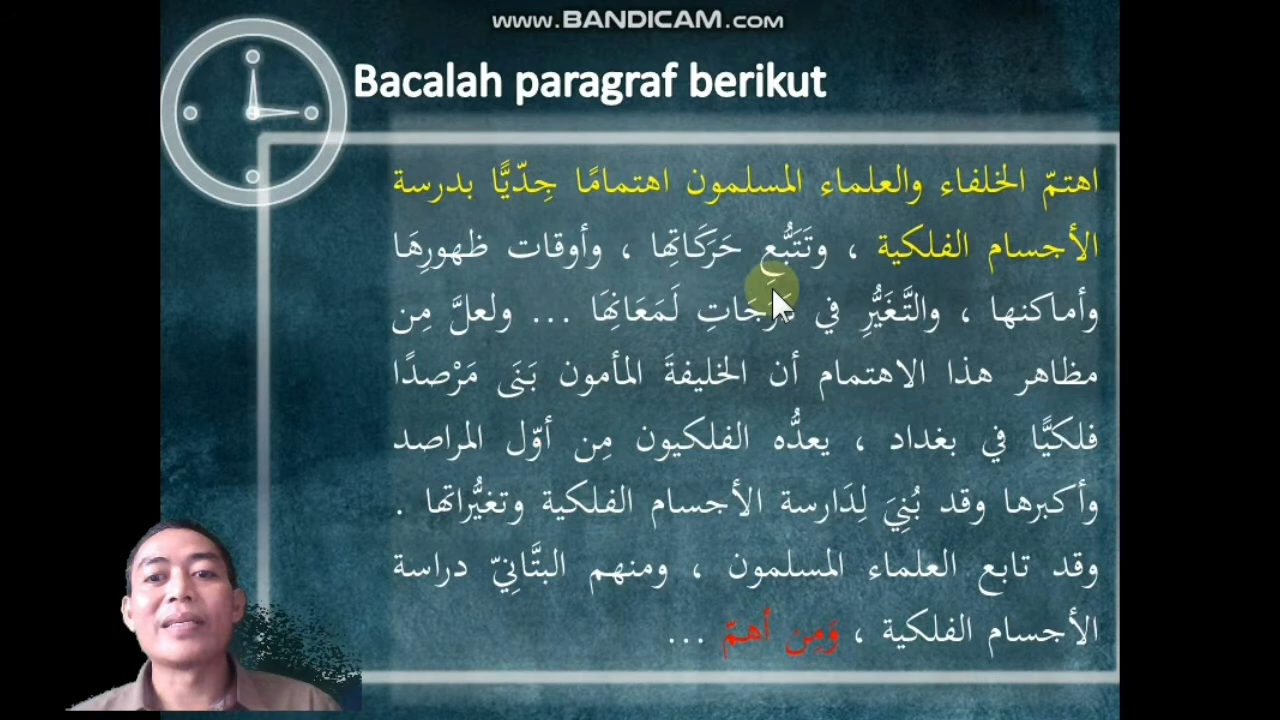 www.BANDICAM.com
Bacalah paragraf berikut
اهتمّ الخلفاء والعلماء المسلمون اهتمامًا جِدّيًّا بدرسة
الأجسام الفلكية ، وتَتَبُّعِ حَرَكَاتِها ، وأوقات ظهورِهَا
وأماكنها ، والتَّغَيُّرِ في لَمَعَانِهَا ... ولعلَّ مِن
مظاهر هذا الاهتمام أن الخليفةَ المأمون بَنَى مَرْصدًا
فلكيًّا في بغداد ، يعدُّه الفلكيون مِن أوّل المراصد
وأكبرها وقد بُنِيَ لِدَارسة الأجسام الفلكية وتغيُّراتها .
وقد تابع العلماء المسلمون ، ومنهم البتَّانِيّ دراسة
الأجسام الفلكية ، وَمِن أهمّ ...